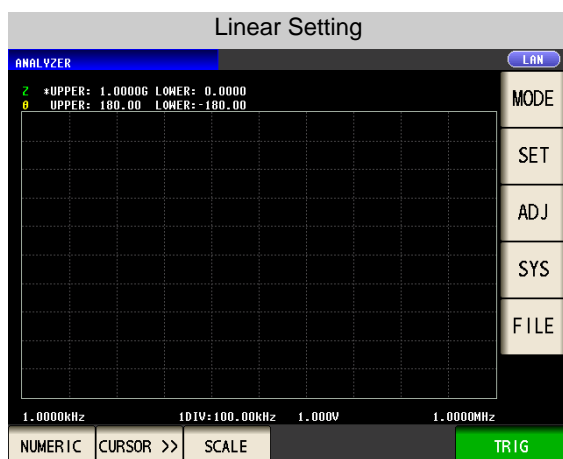 Linear Setting
ANALYZER
LAN
Z *UPPER: 1.0000G LOWER: 0.0000
θ UPPER: 180.00 LOWER:-180.00
MODE
SET
ADJ
SYS
FILE
1.0000kHz 1DIV:100.00kHz 1.000V 1.0000MHz
NUMERIC CURSOR >> SCALE TRIG